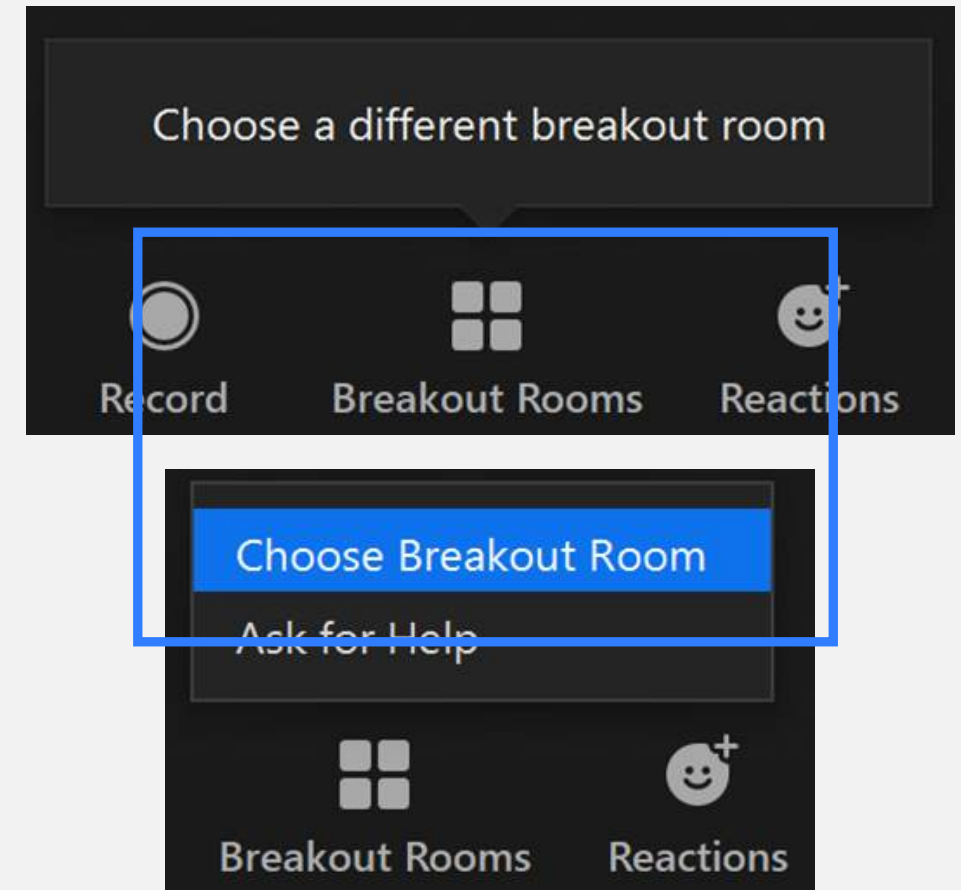 Choose a different breakout room
Record Breakout Rooms Reactions
Choose Breakout Room
Ask for Help
Breakout Rooms Reactions